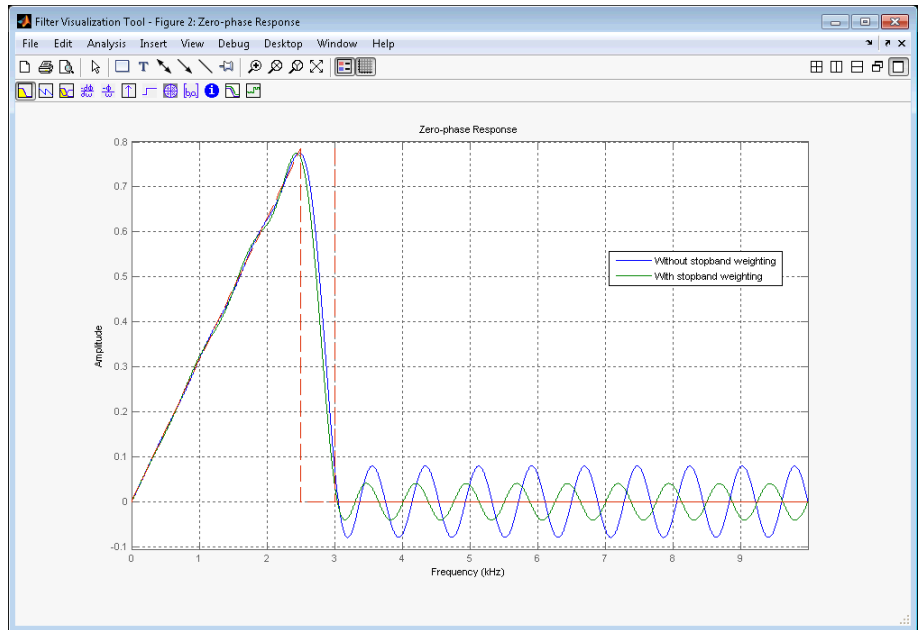 Filter Visualization Tool - Figure 2: Zero-phase Response
File Edit Analysis Insert View Debug Desktop Window Help
Zero-phase Response
0.8
0.7
0.6
0.5
0.4
0.3
0.2
0.1
0
-0.1
Amplitude
Without stopband weighting
With stopband weighting
0 1 2 3 4 5 6 7 8 9
Frequency (kHz)